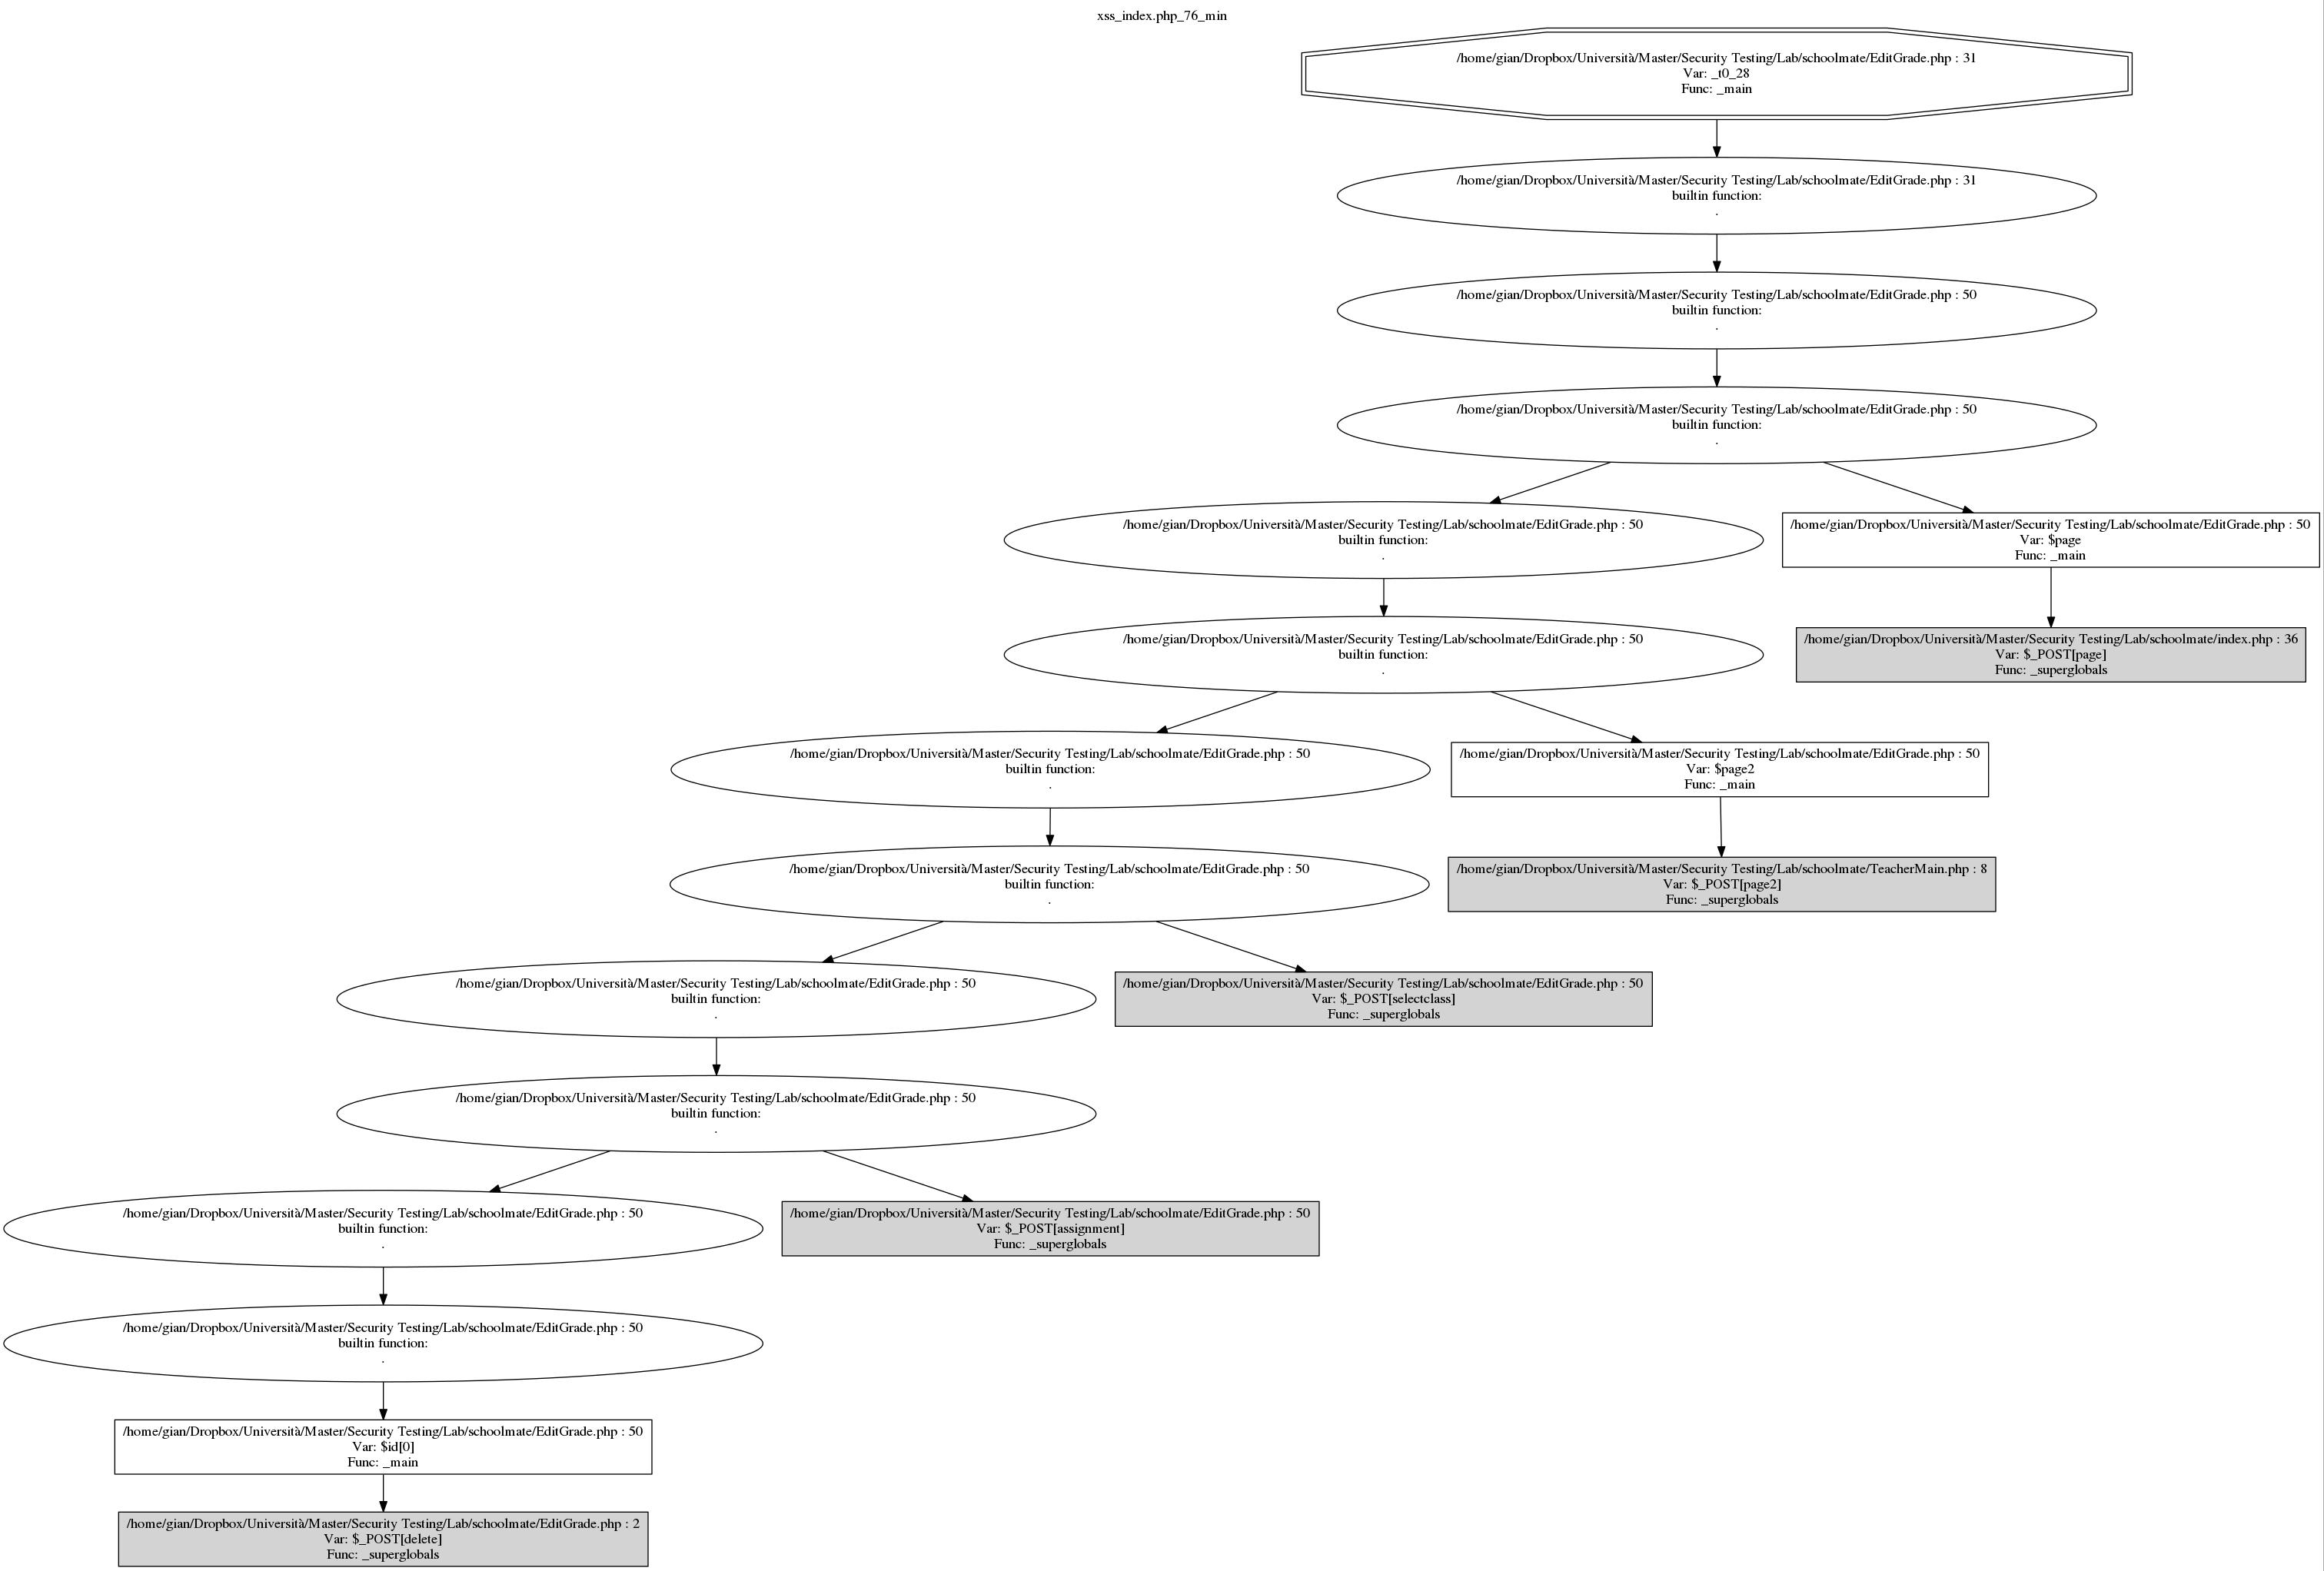 xss_index.php_76_min
/home/gian/Dropbox/Università/Master/Security Testing/Lab/schoolmate/EditGrade.php : 31
Var: _t0_28
Func: _main
/home/gian/Dropbox/Università/Master/Security Testing/Lab/schoolmate/EditGrade.php : 31
builtin function:
.
/home/gian/Dropbox/Università/Master/Security Testing/Lab/schoolmate/EditGrade.php : 50
builtin function:
.
/home/gian/Dropbox/Università/Master/Security Testing/Lab/schoolmate/EditGrade.php : 50
builtin function:
.
/home/gian/Dropbox/Università/Master/Security Testing/Lab/schoolmate/EditGrade.php : 50
builtin function:
.
/home/gian/Dropbox/Università/Master/Security Testing/Lab/schoolmate/EditGrade.php : 50
Var: $page
Func: _main
/home/gian/Dropbox/Università/Master/Security Testing/Lab/schoolmate/EditGrade.php : 50
builtin function:
.
/home/gian/Dropbox/Università/Master/Security Testing/Lab/schoolmate/index.php : 36
Var: $_POST[page]
Func: _superglobals
/home/gian/Dropbox/Università/Master/Security Testing/Lab/schoolmate/EditGrade.php : 50
builtin function:
.
/home/gian/Dropbox/Università/Master/Security Testing/Lab/schoolmate/EditGrade.php : 50
Var: $page2
Func: _main
/home/gian/Dropbox/Università/Master/Security Testing/Lab/schoolmate/EditGrade.php : 50
builtin function:
.
/home/gian/Dropbox/Università/Master/Security Testing/Lab/schoolmate/TeacherMain.php : 8
Var: $_POST[page2]
Func: _superglobals
/home/gian/Dropbox/Università/Master/Security Testing/Lab/schoolmate/EditGrade.php : 50
builtin function:
.
/home/gian/Dropbox/Università/Master/Security Testing/Lab/schoolmate/EditGrade.php : 50
Var: $_POST[selectclass]
Func: _superglobals
/home/gian/Dropbox/Università/Master/Security Testing/Lab/schoolmate/EditGrade.php : 50
builtin function:
.
/home/gian/Dropbox/Università/Master/Security Testing/Lab/schoolmate/EditGrade.php : 50
builtin function:
.
/home/gian/Dropbox/Università/Master/Security Testing/Lab/schoolmate/EditGrade.php : 50
Var: $_POST[assignment]
Func: _superglobals
/home/gian/Dropbox/Università/Master/Security Testing/Lab/schoolmate/EditGrade.php : 50
builtin function:
.
/home/gian/Dropbox/Università/Master/Security Testing/Lab/schoolmate/EditGrade.php : 50
Var: $id[0]
Func: _main
/home/gian/Dropbox/Università/Master/Security Testing/Lab/schoolmate/EditGrade.php : 2
Var: $_POST[delete]
Func: _superglobals